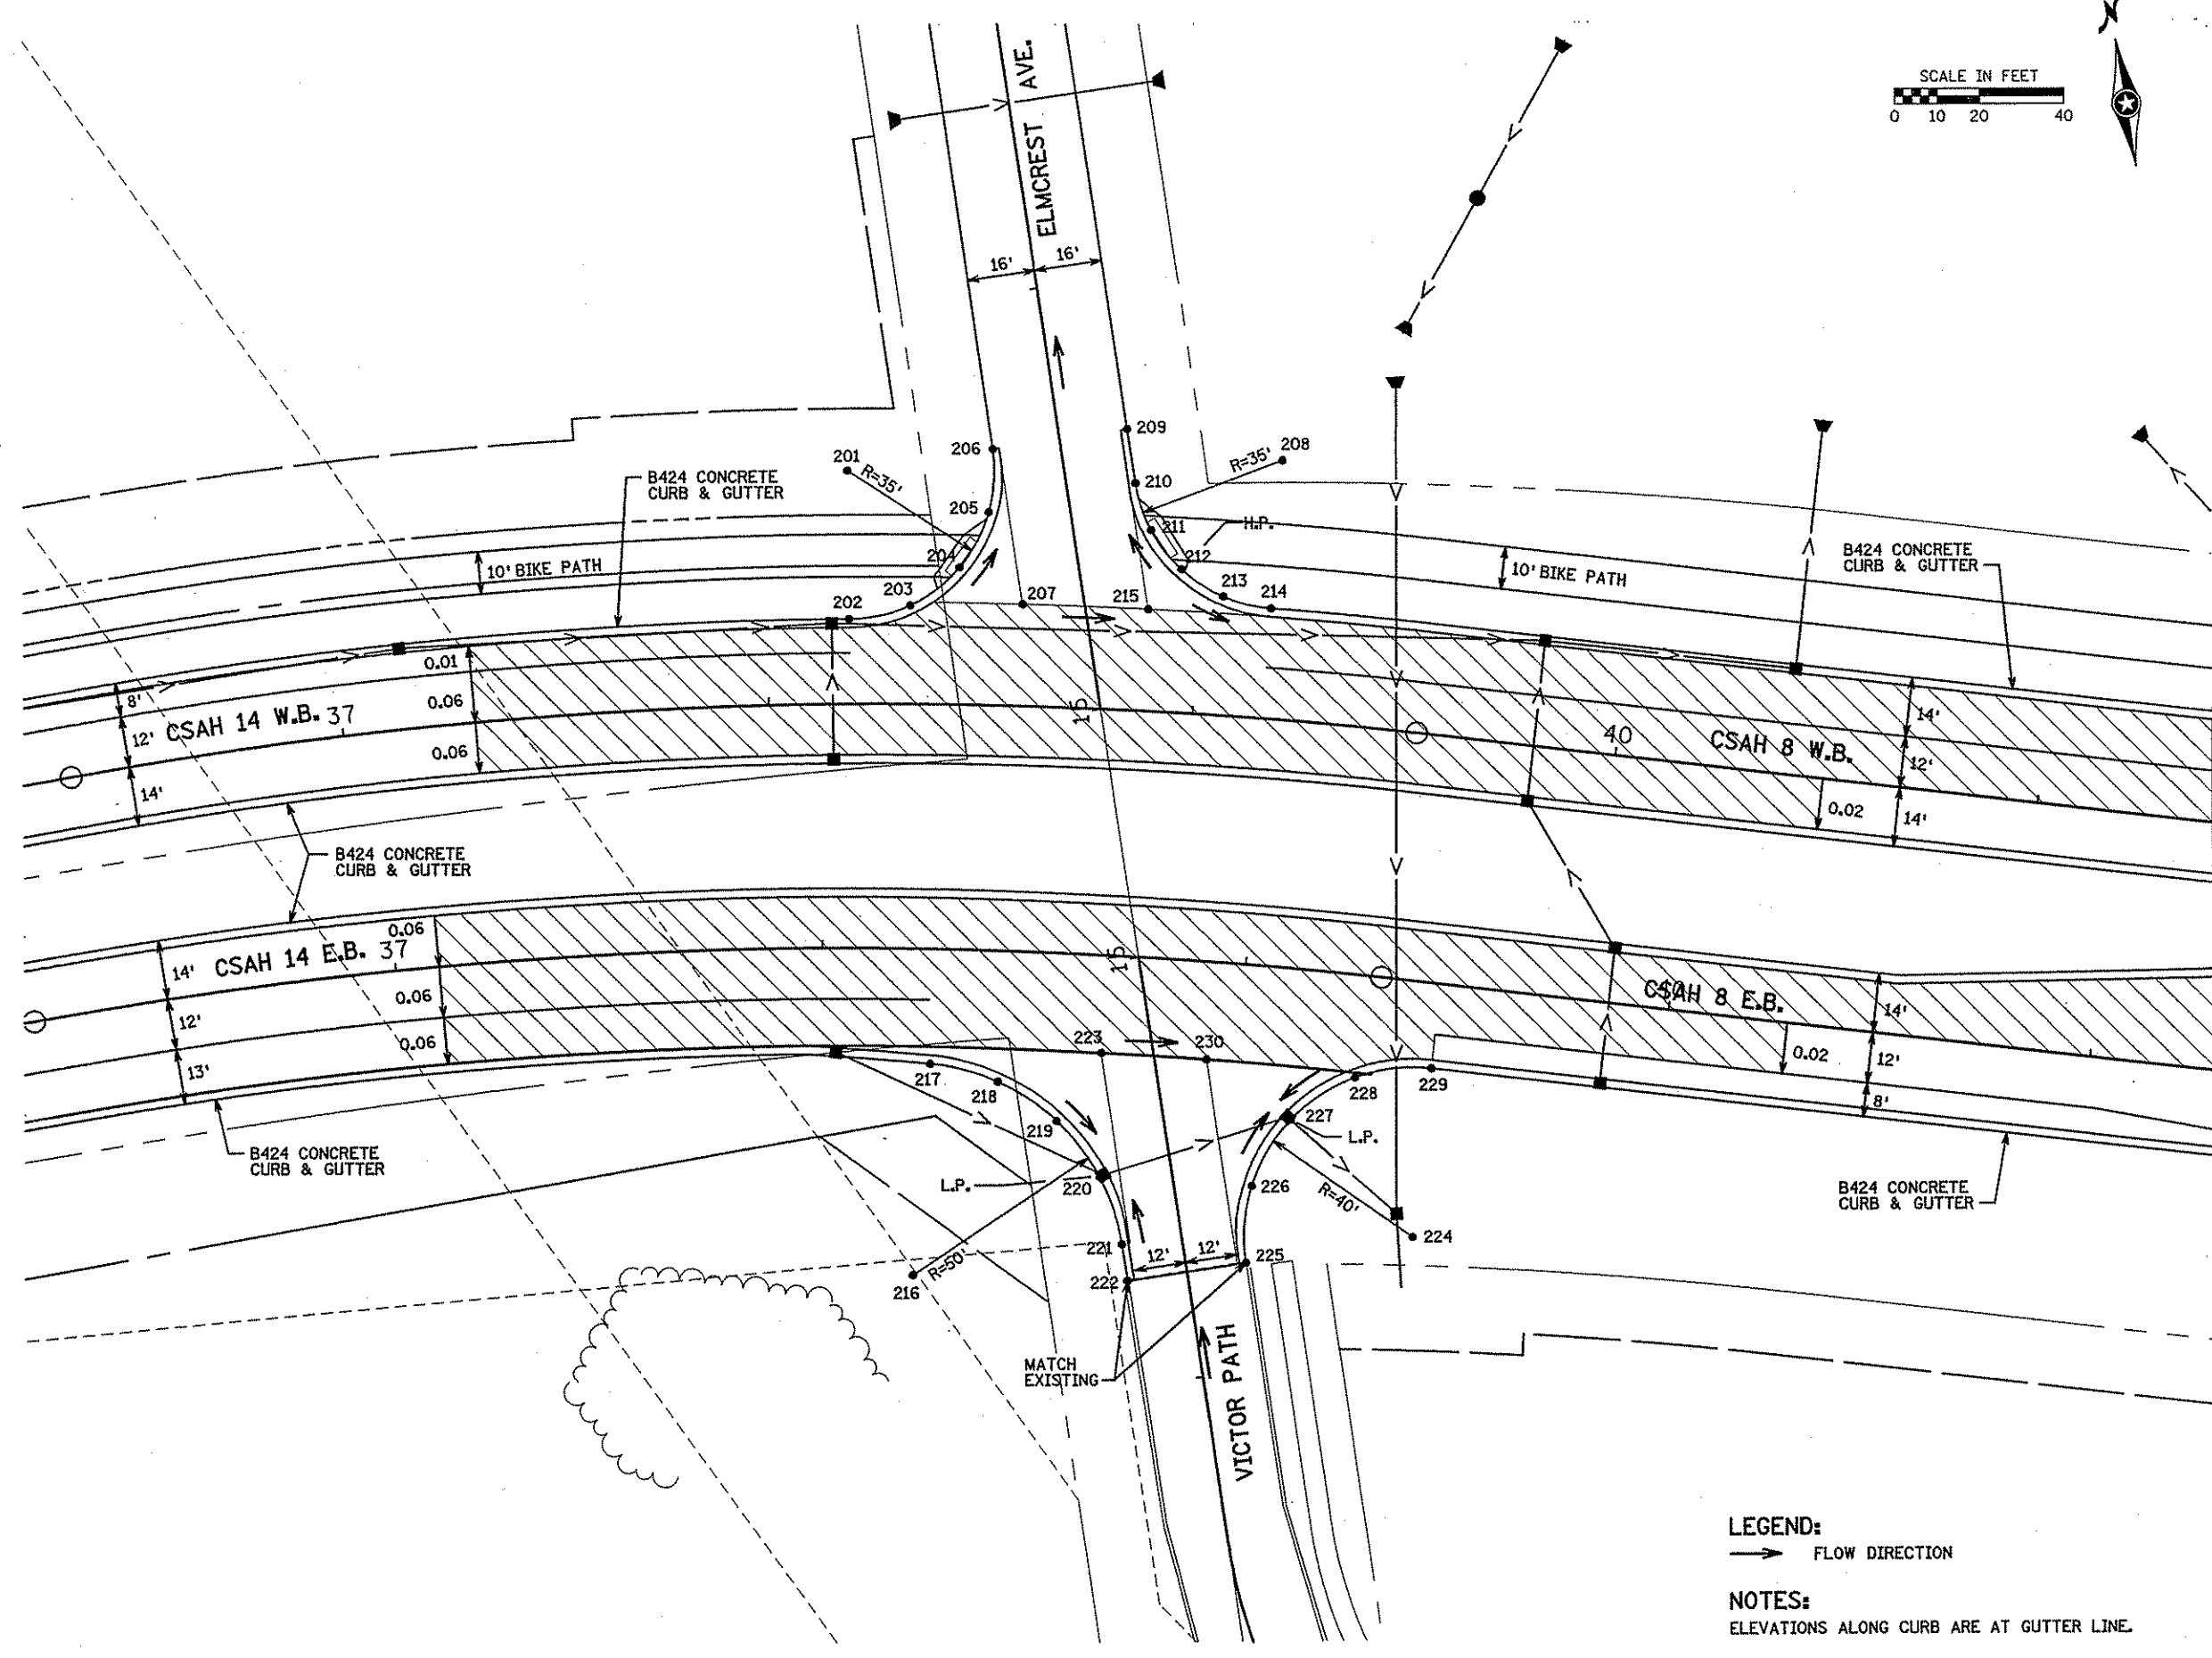 N
SCALE IN FEET
0 10 20 40
ELMCREST AVE.
16' 16'
209
206
201
R=35'
208
R=35'
B424 CONCRETE
CURB & GUTTER
210
205
211
H.P.
204
212
10' BIKE PATH
10' BIKE PATH
B424 CONCRETE
CURB & GUTTER
203
202
207
215
213
214
0.01
0.06
0.06
8'
12'
14'
CSAH 14 W.B. 37
15
40
CSAH 8 W.B.
14'
12'
14'
0.02
B424 CONCRETE
CURB & GUTTER
0.06
0.06
0.06
14'
12'
13'
CSAH 14 E.B. 37
15
CSAH 8 E.B.
14'
12'
8'
0.02
223
230
217
218
219
220
L.P.
228
229
227
L.P.
226
R=40'
224
B424 CONCRETE
CURB & GUTTER
B424 CONCRETE
CURB & GUTTER
221
12' 12'
225
222
216
R=50'
MATCH
EXISTING
VICTOR PATH
LEGEND:
FLOW DIRECTION
NOTES:
ELEVATIONS ALONG CURB ARE AT GUTTER LINE.